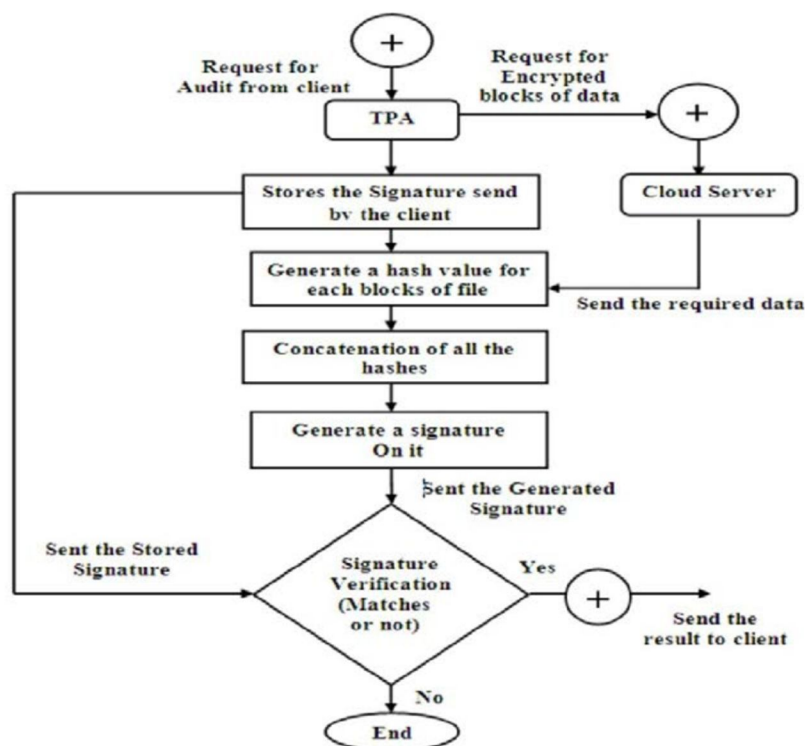 +
Request for
Audit from client
Request for
Encrypted
blocks of data
TPA
+
Stores the Signature send
by the client
Cloud Server
Generate a hash value for
each blocks of file
Send the required data
Concatenation of all the
hashes
Generate a signature
On it
Sent the Generated
Signature
Sent the Stored
Signature
Signature
Verification
(Matches
or not)
Yes
+
Send the
result to client
No
End